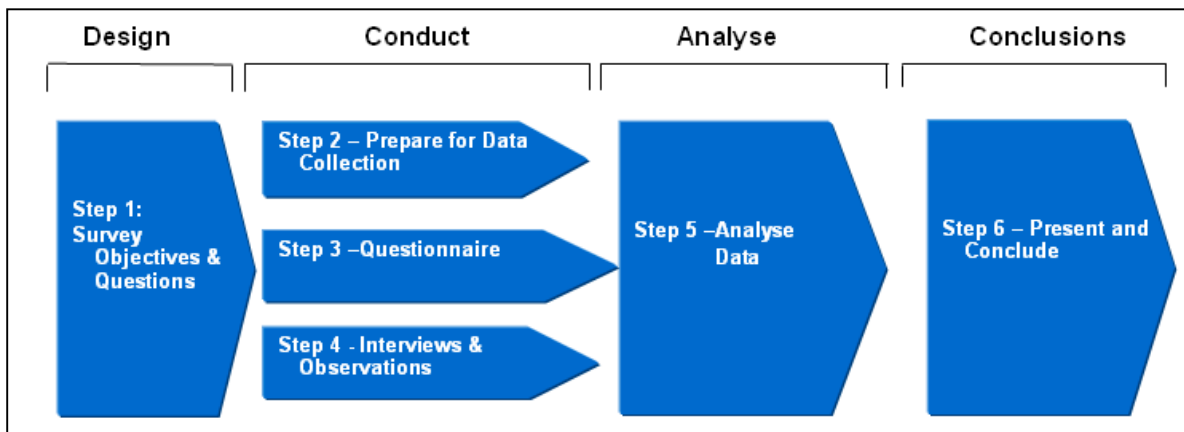 Design
Conduct
Analyse
Conclusions
Step 1:
Survey
Objectives &
Questions
Step 2 – Prepare for Data
Collection
Step 3 –Questionnaire
Step 4 - Interviews &
Observations
Step 5 –Analyse
Data
Step 6 – Present and
Conclude